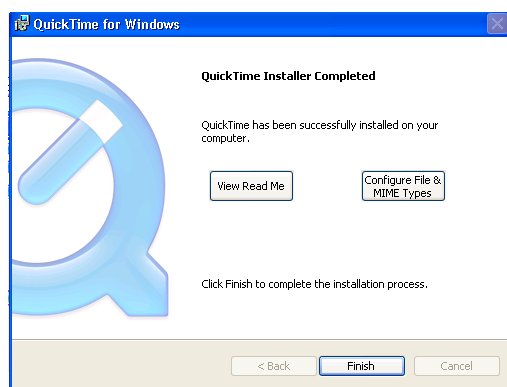 QuickTime for Windows
QuickTime Installer Completed
QuickTime has been successfully installed on your
computer.
View Read Me
Configure File &
MIME Types
Click Finish to complete the installation process.
< Back
Finish
Cancel